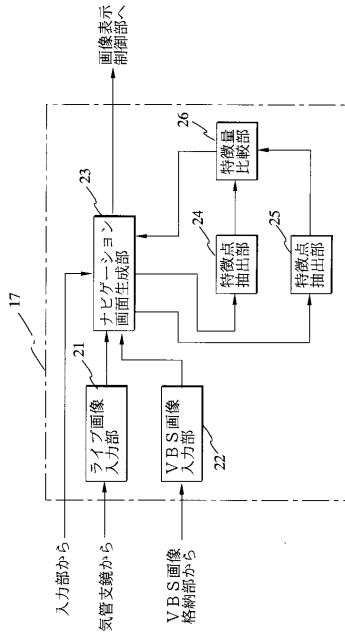 17
入力部から
気管支鏡から
VBS画像
格納部から
21
ライブ画像
入力部
VBS画像
入力部
22
23
ナビゲーション
画面生成部
24
特徴点
抽出部
25
特徴点
抽出部
26
特徴量
比較部
画像表示
制御部へ